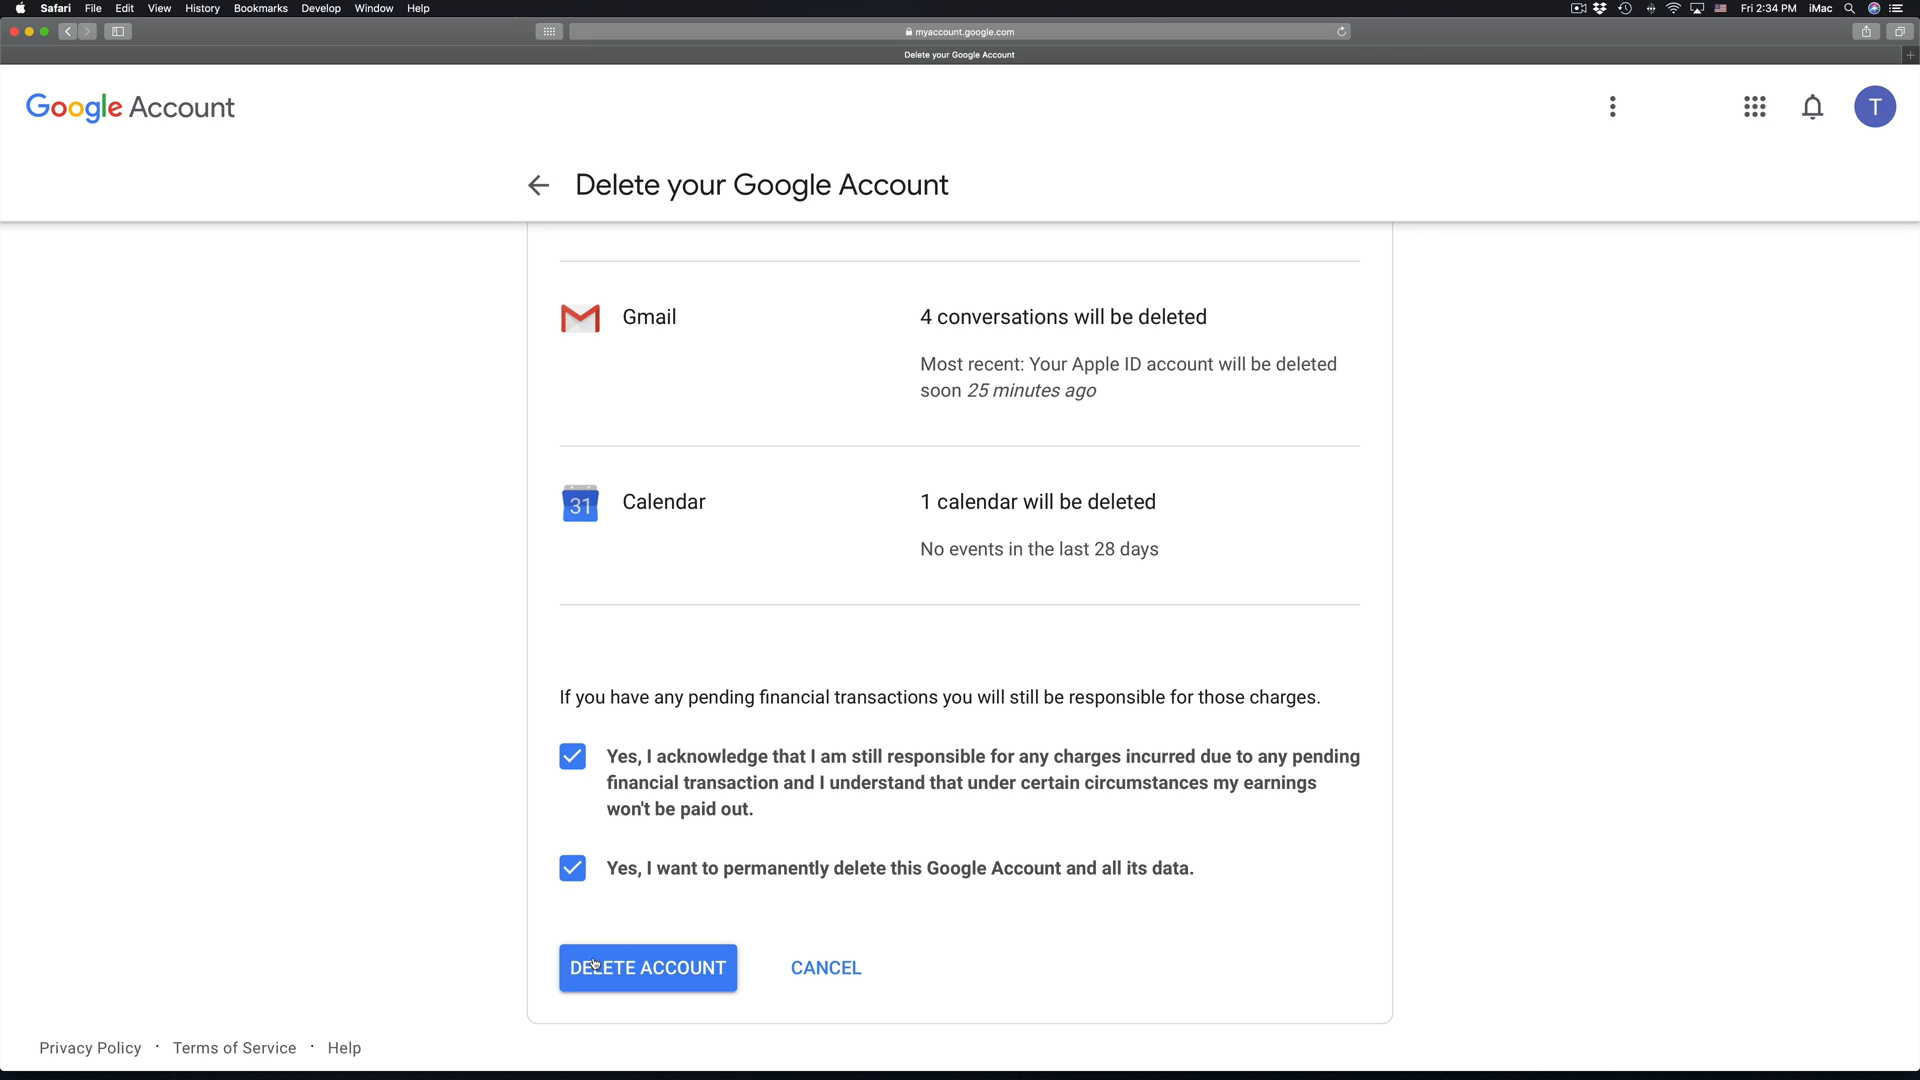 Safari File Edit View History Bookmarks Develop Window Help
Fri 2:34 PM iMac
myaccount.google.com
Delete your Google Account
Google Account
T
Delete your Google Account
Gmail
4 conversations will be deleted
Most recent: Your Apple ID account will be deleted
soon 25 minutes ago
31
Calendar
1 calendar will be deleted
No events in the last 28 days
If you have any pending financial transactions you will still be responsible for those charges.
Yes, I acknowledge that I am still responsible for any charges incurred due to any pending
financial transaction and I understand that under certain circumstances my earnings
won't be paid out.
Yes, I want to permanently delete this Google Account and all its data.
DELETE ACCOUNT
CANCEL
Privacy Policy · Terms of Service · Help